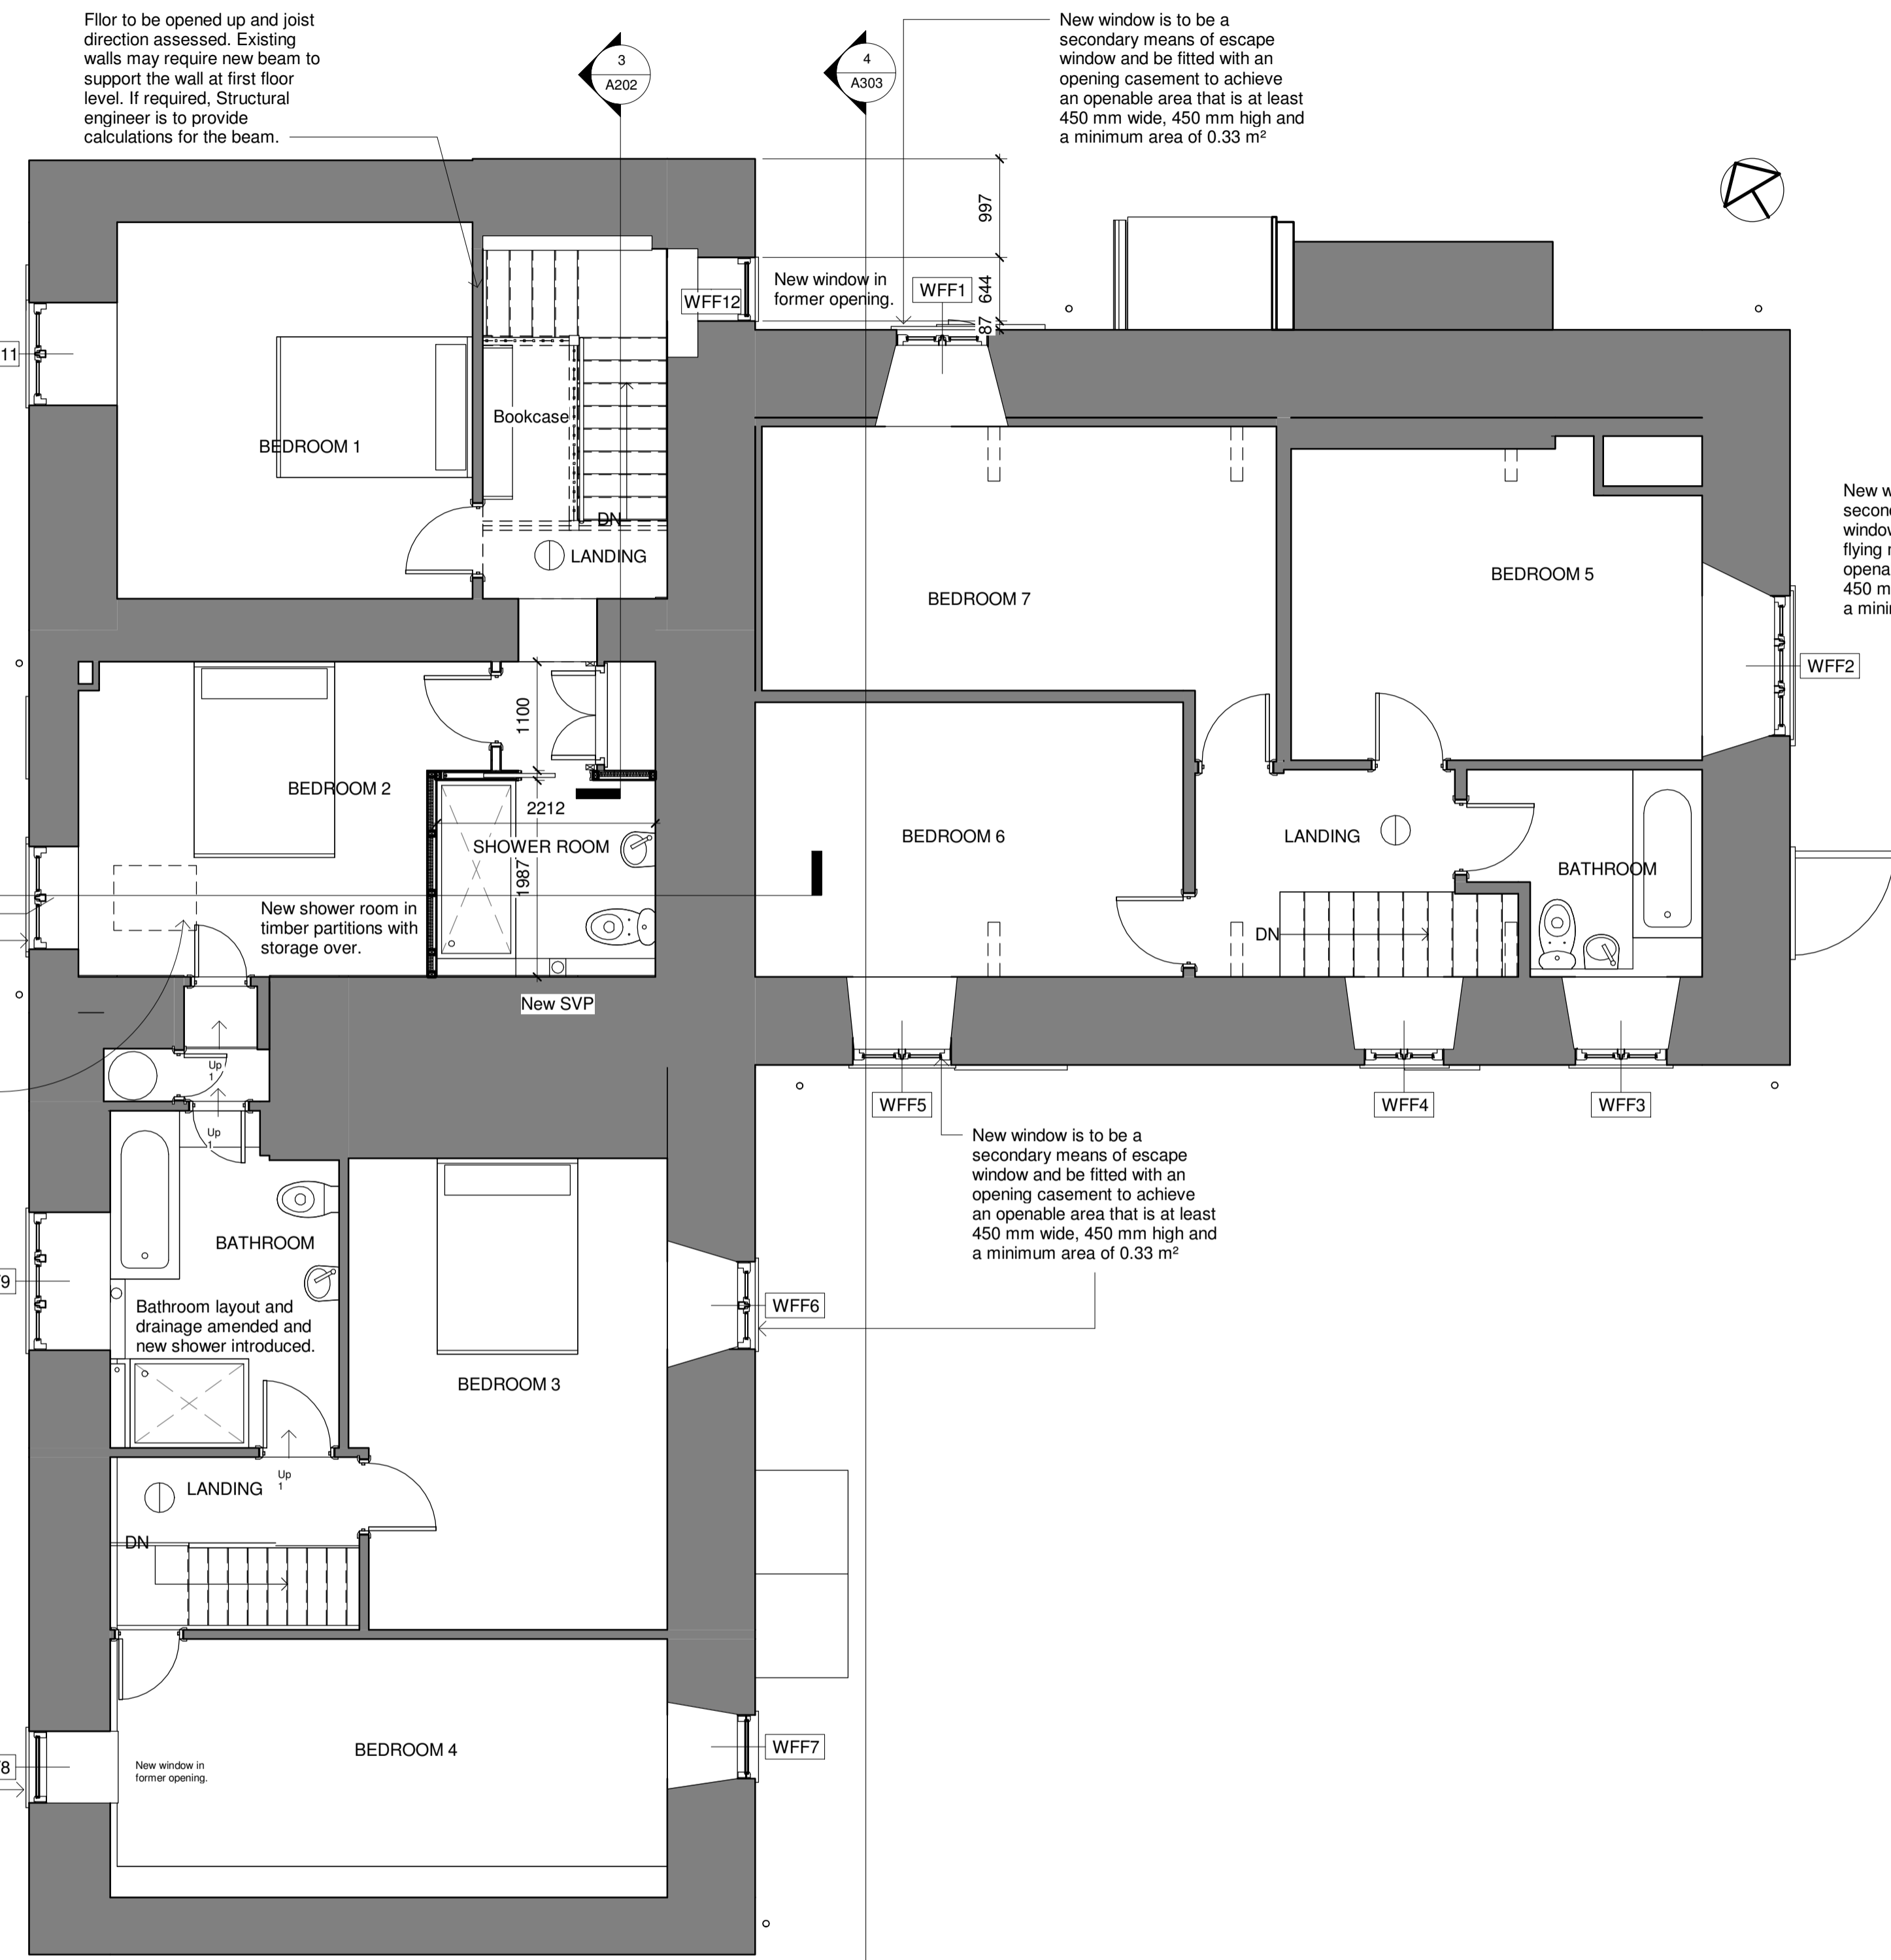 Fllor to be opened up and joist
direction assessed. Existing
walls may require new beam to
support the wall at first floor
level. If required, Structural
engineer is to provide
calculations for the beam.
3
A202
4
A303
New window is to be a
secondary means of escape
window and be fitted with an
opening casement to achieve
an openable area that is at least
450 mm wide, 450 mm high and
a minimum area of 0.33 m²
997
644
87
New window in
former opening.
WFF12
WFF1
11
BEDROOM 1
Bookcase
DN
LANDING
BEDROOM 7
BEDROOM 5
WFF2
1100
BEDROOM 2
2212
SHOWER ROOM
1987
New shower room in
timber partitions with
storage over.
New SVP
BEDROOM 6
LANDING
DN
BATHROOM
WFF5
WFF4
WFF3
Up
1
Up
1
New window is to be a
secondary means of escape
window and be fitted with an
opening casement to achieve
an openable area that is at least
450 mm wide, 450 mm high and
a minimum area of 0.33 m²
BATHROOM
9
Bathroom layout and
drainage amended and
new shower introduced.
WFF6
BEDROOM 3
LANDING
Up
1
DN
BEDROOM 4
WFF7
8
New window in
former opening.
New
window
flying
450
a